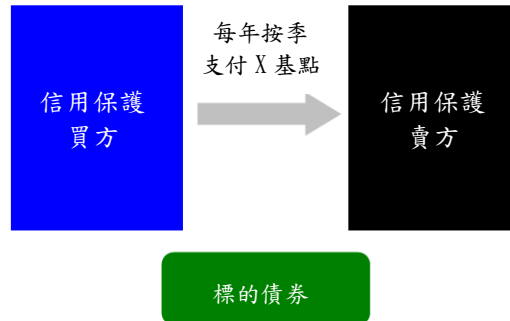 每年按季
支付 X 基點
信用保護
買方
信用保護
賣方
標的債券